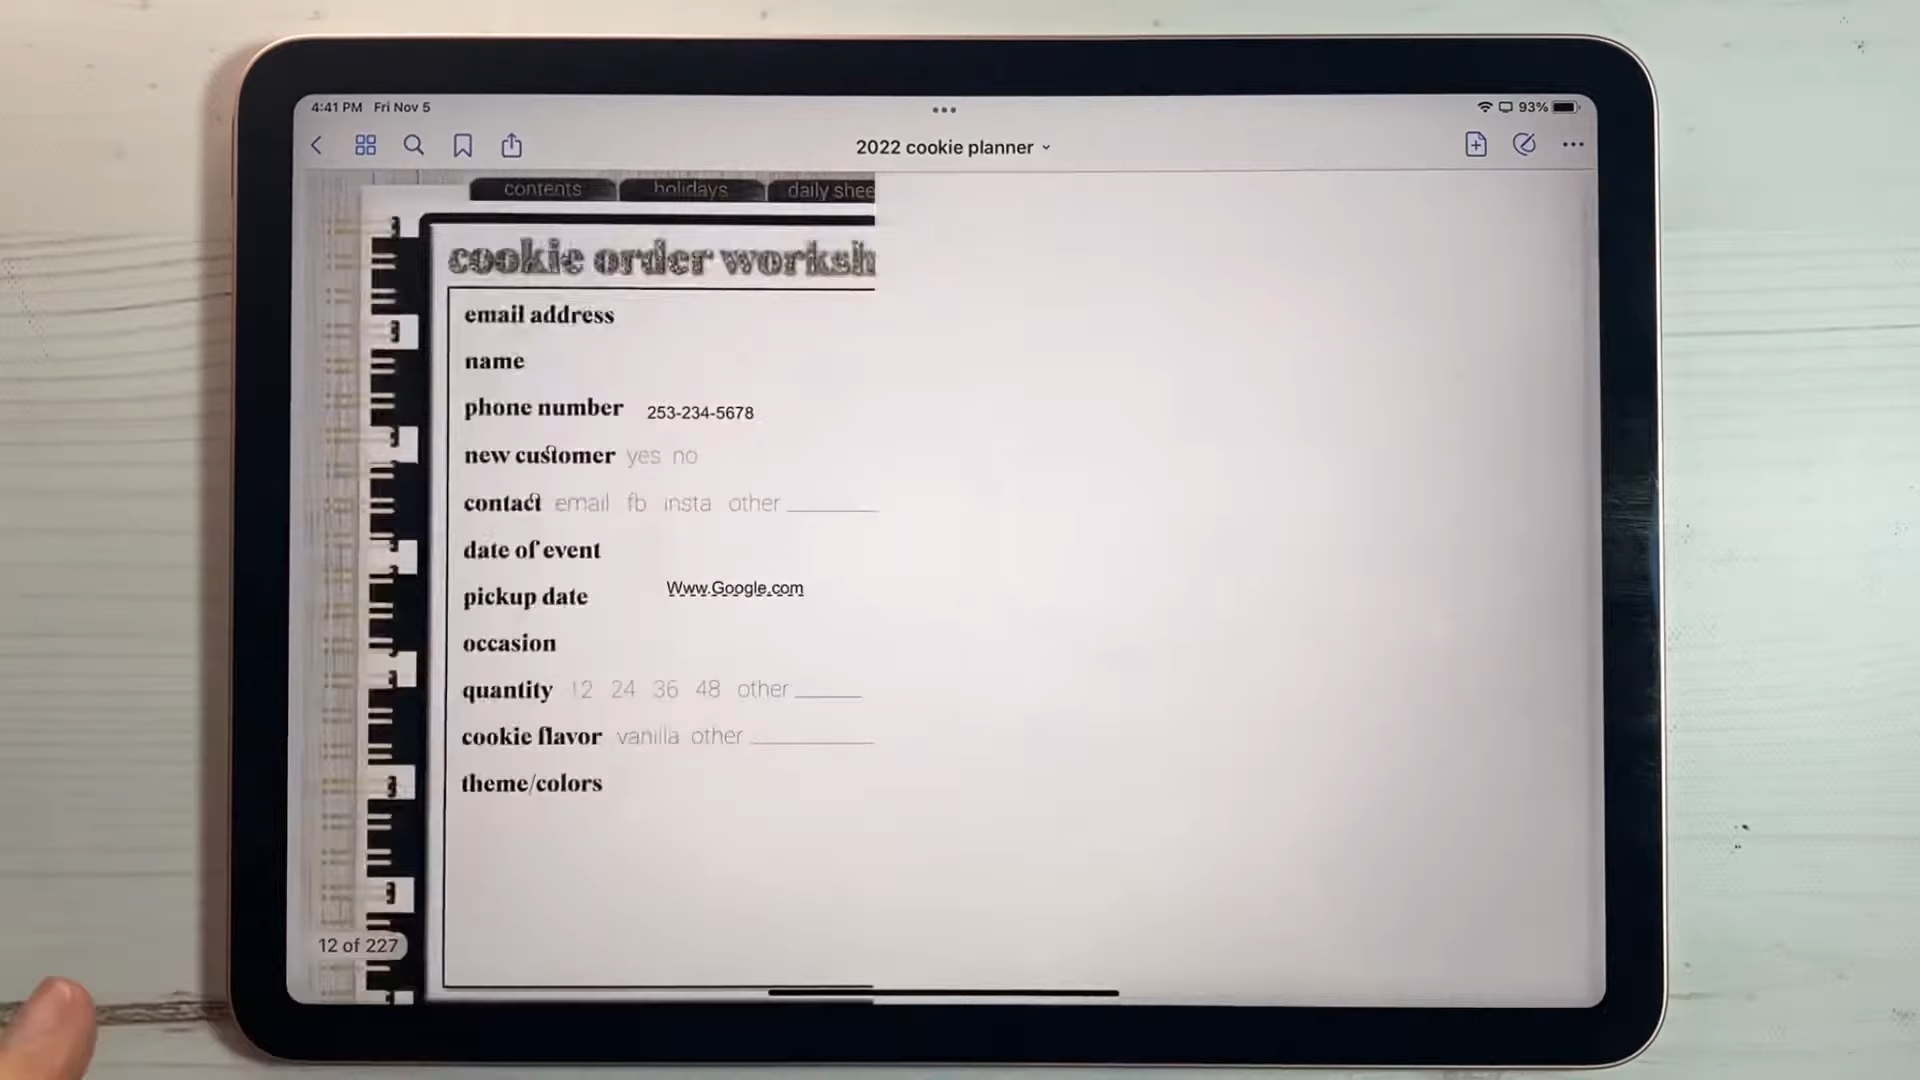 4:41 PM Fri Nov 5
93%
2022 cookie planner
contents holidays daily shee
cookie order worksh
email address
name
phone number 253-234-5678
new customer yes no
contact email fb insta other
date of event
pickup date Www.Google.com
occasion
quantity 12 24 36 48 other
cookie flavor vanilla other
theme/colors
12 of 227